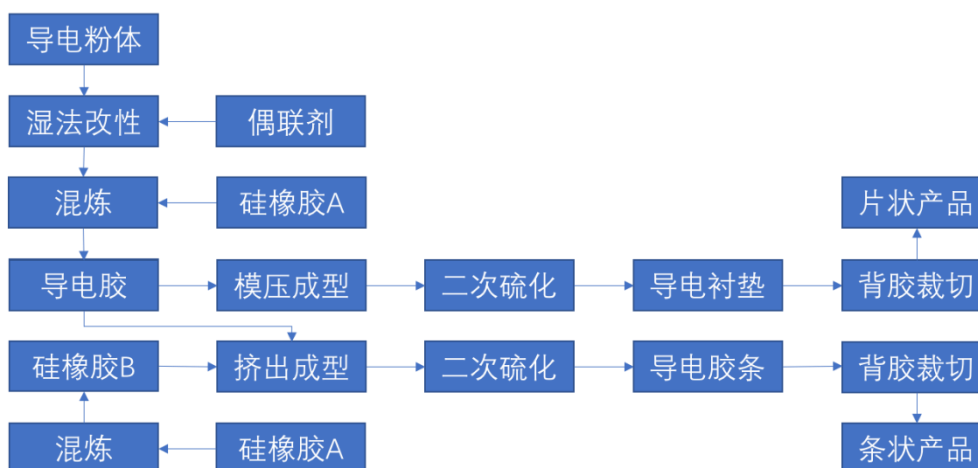 导电粉体
湿法改性
偶联剂
混炼
硅橡胶A
片状产品
导电胶
模压成型
二次硫化
导电衬垫
背胶裁切
硅橡胶B
挤出成型
二次硫化
导电胶条
背胶裁切
混炼
硅橡胶A
条状产品